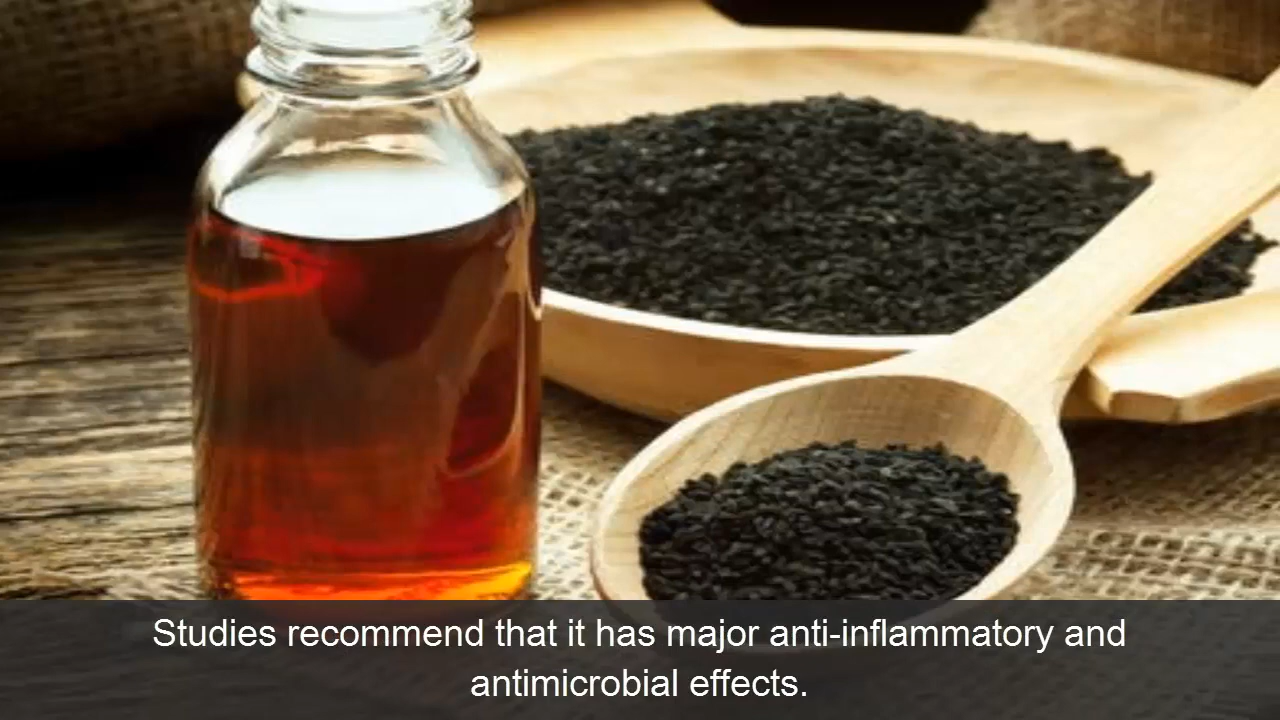 Studies recommend that it has major anti-inflammatory and
antimicrobial effects.